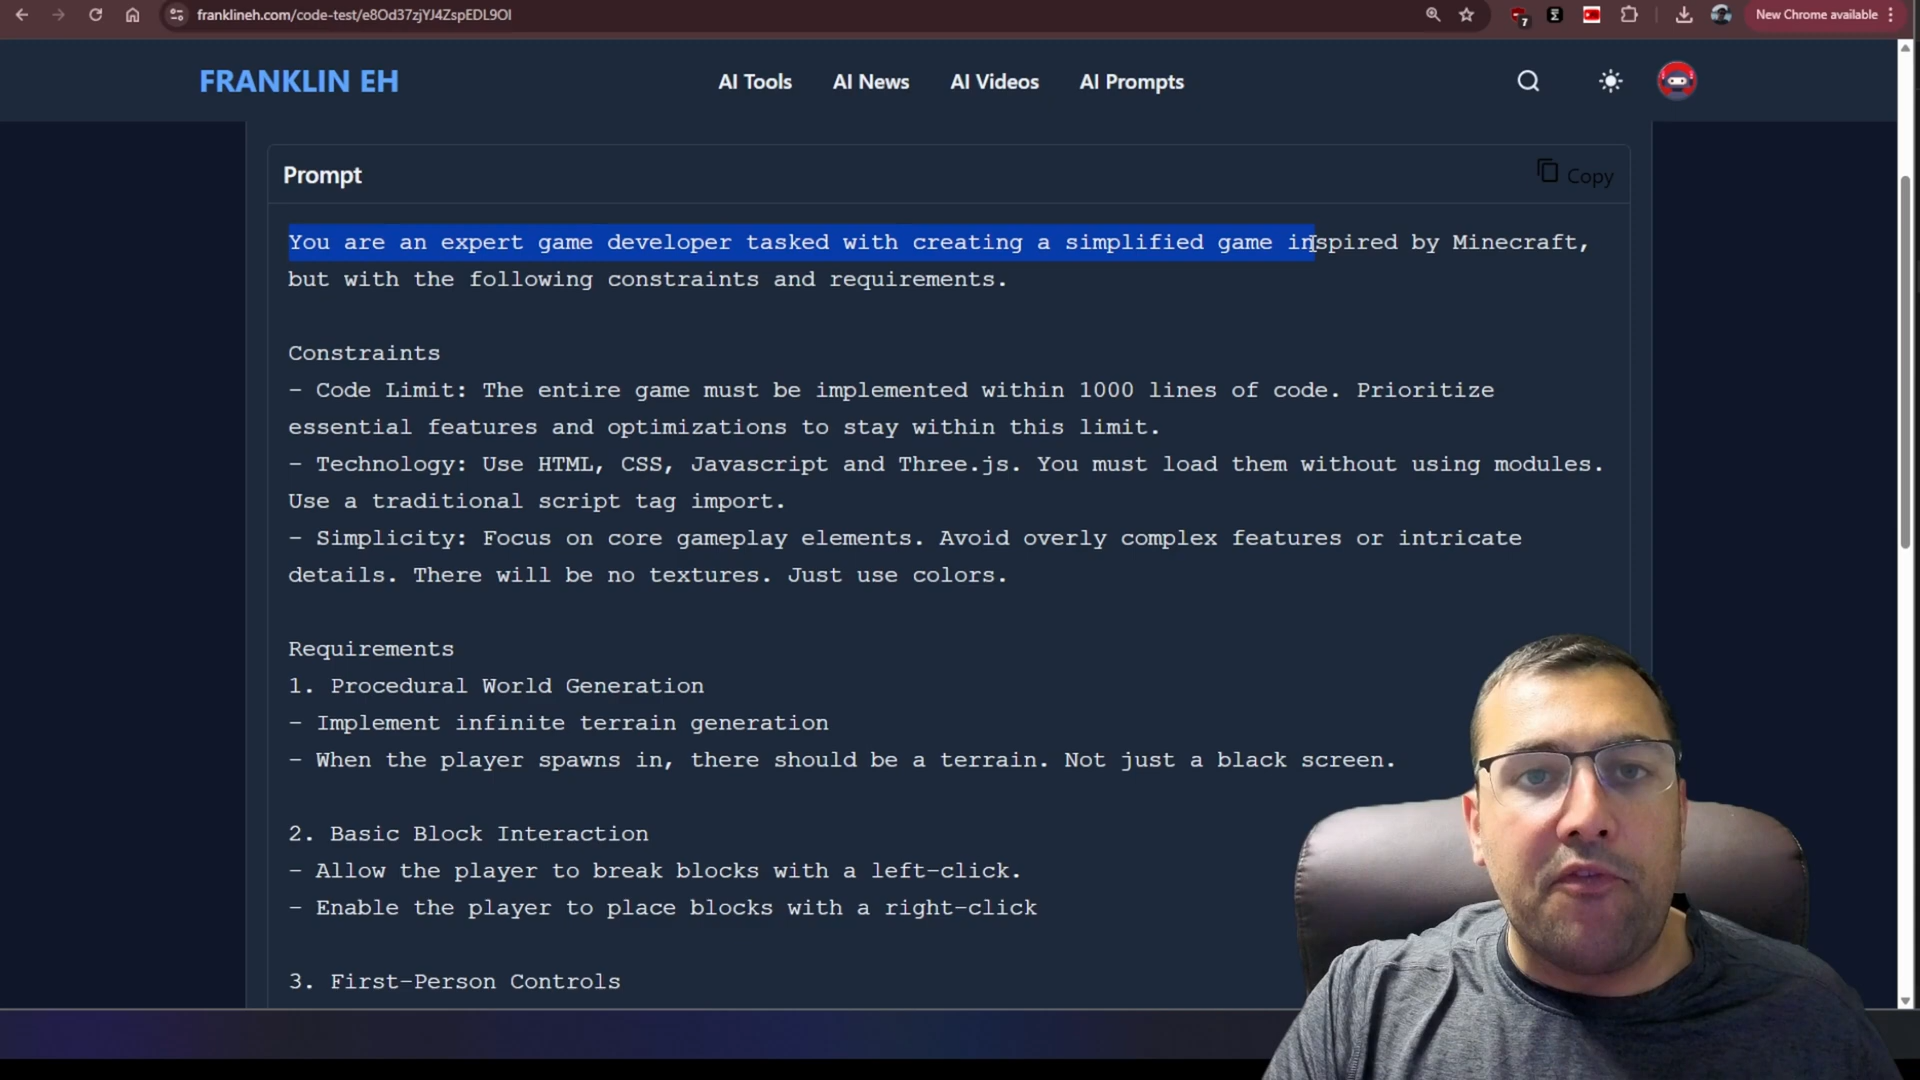 franklineh.com/code-test/e8Od37zjYJ4ZspEDL9OI
7
New Chrome available
FRANKLIN EH
AI Tools
AI News
AI Videos
AI Prompts
Prompt
Copy
You are an expert game developer tasked with creating a simplified game inspired by Minecraft,
but with the following constraints and requirements.
Constraints
- Code Limit: The entire game must be implemented within 1000 lines of code. Prioritize
essential features and optimizations to stay within this limit.
- Technology: Use HTML, CSS, Javascript and Three.js. You must load them without using modules.
Use a traditional script tag import.
- Simplicity: Focus on core gameplay elements. Avoid overly complex features or intricate
details. There will be no textures. Just use colors.
Requirements
1. Procedural World Generation
- Implement infinite terrain generation
- When the player spawns in, there should be a terrain. Not just a black screen.
2. Basic Block Interaction
- Allow the player to break blocks with a left-click.
- Enable the player to place blocks with a right-click
3. First-Person Controls